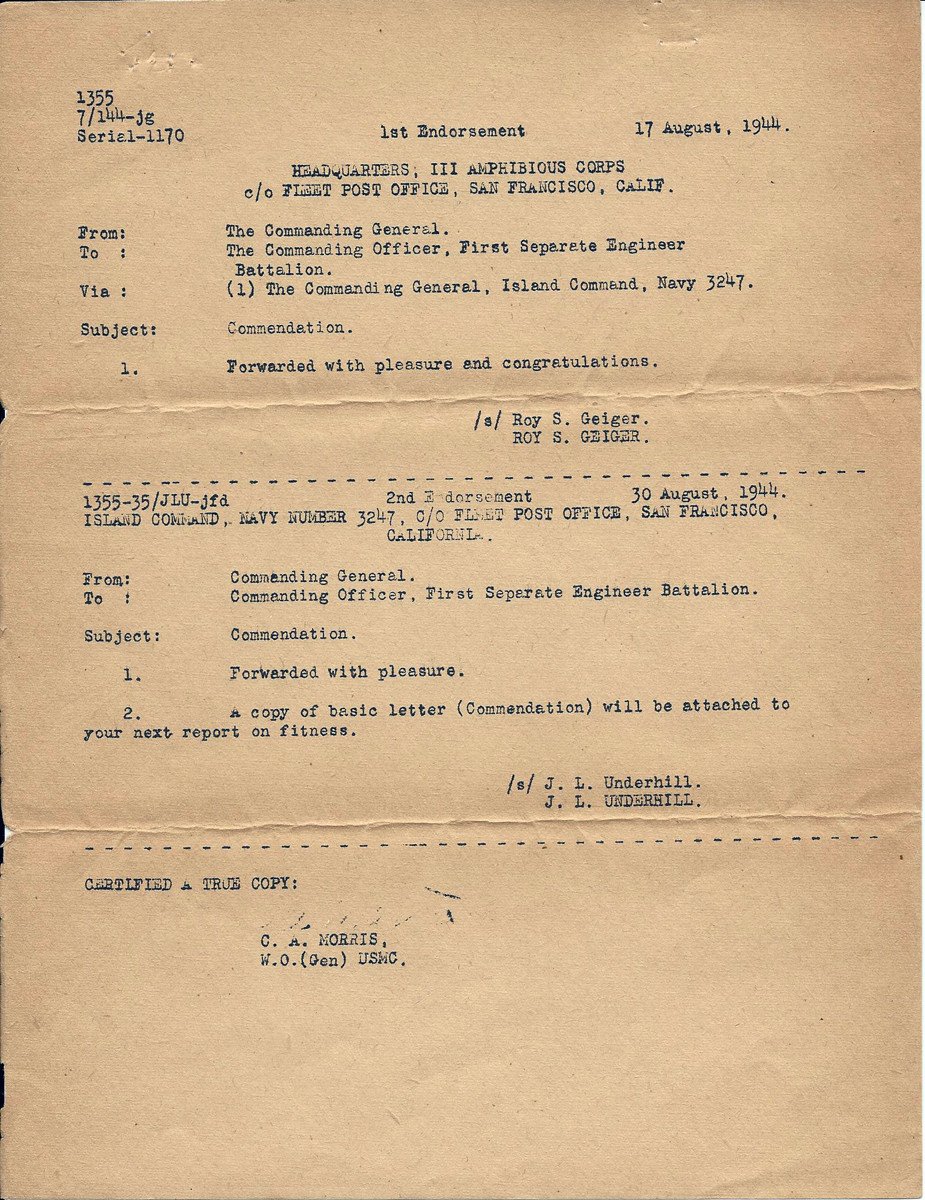 1355
7/144-jg
Serial-1170
1st Endorsement 17 August, 1944.
HEADQUARTERS, III AMPHIBIOUS CORPS
c/o FLEET POST OFFICE, SAN FRANCISCO, CALIF.
From: The Commanding General.
To : The Commanding Officer, First Separate Engineer
Battalion.
Via : (1) The Commanding General, Island Command, Navy 3247.
Subject: Commendation.
1. Forwarded with pleasure and congratulations.
/s/ Roy S. Geiger.
ROY S. GEIGER.
1355-35/JLU-jfd 2nd Endorsement 30 August, 1944.
ISLAND COMMAND, NAVY NUMBER 3247, C/O FLEET POST OFFICE, SAN FRANCISCO,
CALIFORNIA.
From: Commanding General.
To : Commanding Officer, First Separate Engineer Battalion.
Subject: Commendation.
1. Forwarded with pleasure.
2. A copy of basic letter (Commendation) will be attached to
your next report on fitness.
/s/ J. L. Underhill.
J. L. UNDERHILL.
CERTIFIED A TRUE COPY:
C. A. MORRIS,
W.O.(Gen) USMC.